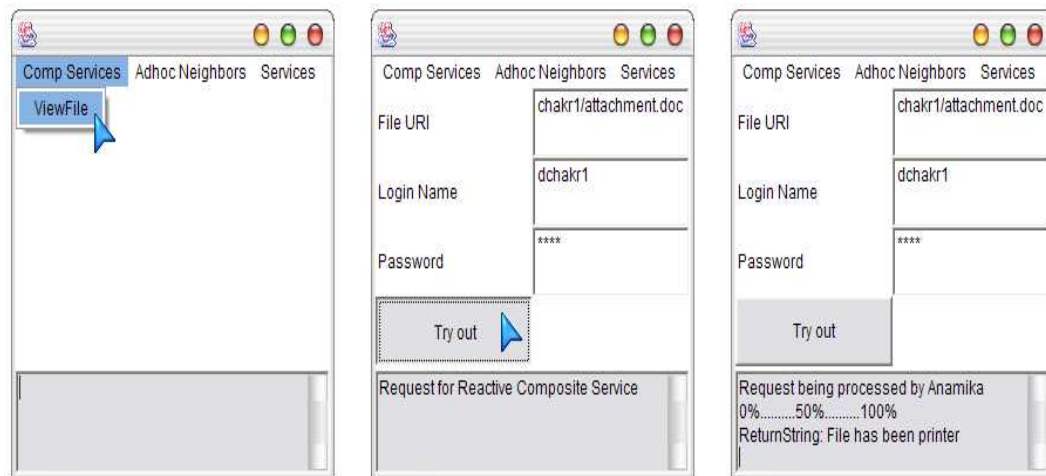 Comp Services Adhoc Neighbors Services
ViewFile
Comp Services Adhoc Neighbors Services
File URI
chakr1/attachment.doc
Login Name
dchakr1
Password
****
Try out
Request for Reactive Composite Service
Comp Services Adhoc Neighbors Services
File URI
chakr1/attachment.doc
Login Name
dchakr1
Password
****
Try out
Request being processed by Anamika
0%.........50%.........100%
ReturnString: File has been printer